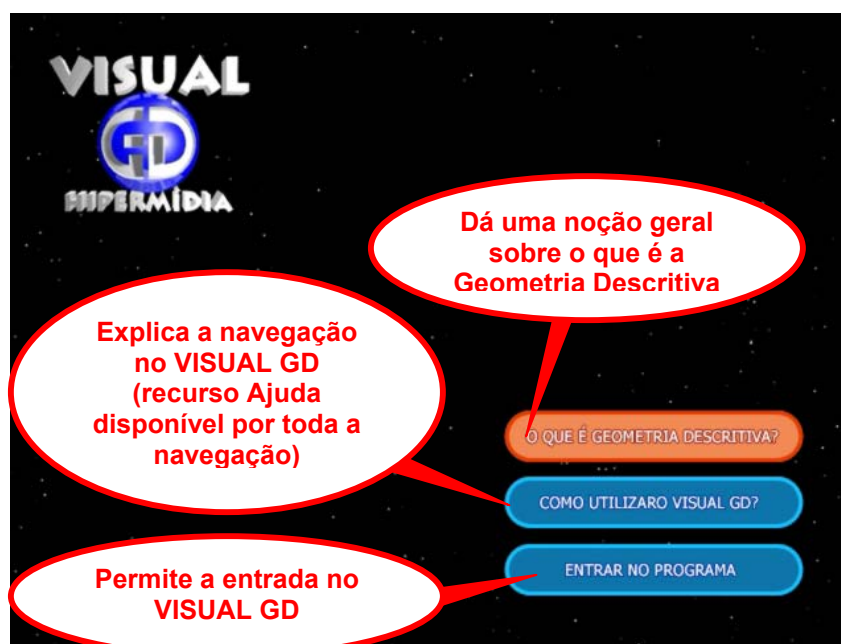 VISUAL
GD
HIPERMÍDIA
Dá uma noção geral
sobre o que é a
Geometria Descritiva
Explica a navegação
no VISUAL GD
(recurso Ajuda
disponível por toda a
navegação)
O QUE É GEOMETRIA DESCRITIVA?
COMO UTILIZARO VISUAL GD?
ENTRAR NO PROGRAMA
Permite a entrada no
VISUAL GD